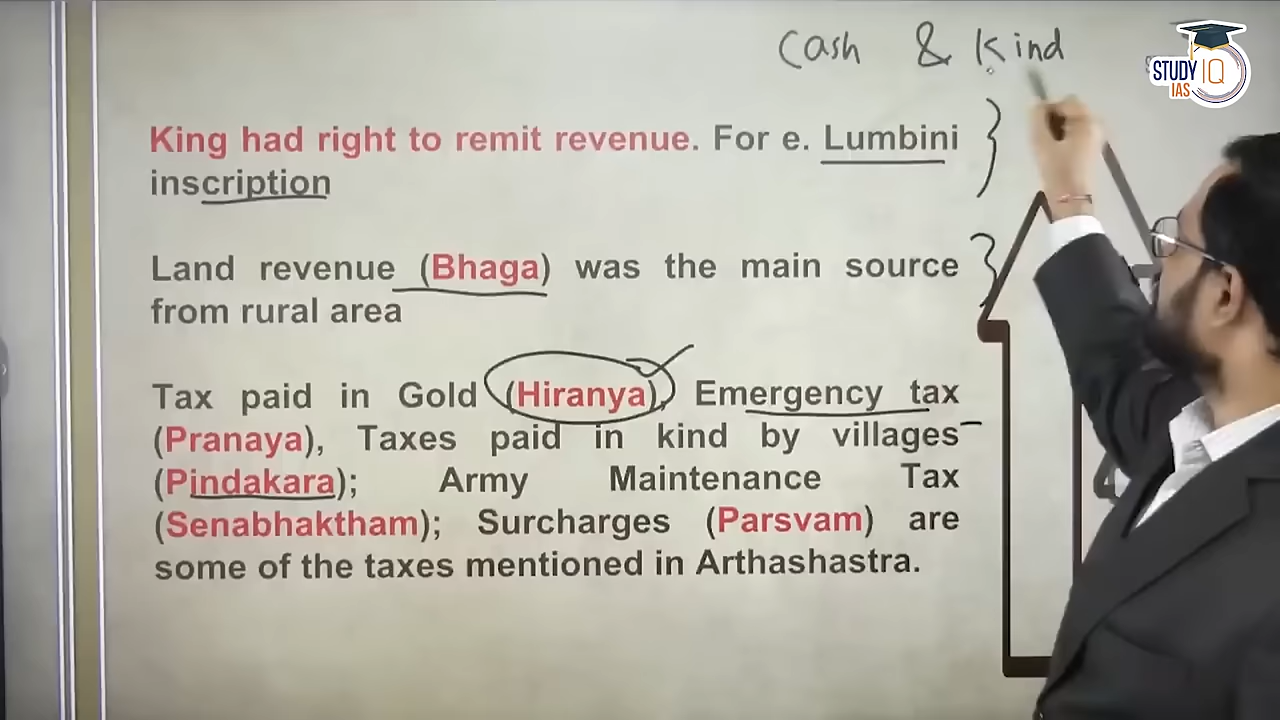 Cash & Kind
STUDY IQ
IAS
King had right to remit revenue. For e. Lumbini
inscription
Land revenue (Bhaga) was the main source
from rural area
Tax paid in Gold (Hiranya), Emergency tax
(Pranaya), Taxes paid in kind by villages
(Pindakara); Army Maintenance Tax
(Senabhaktham); Surcharges (Parsvam) are
some of the taxes mentioned in Arthashastra.